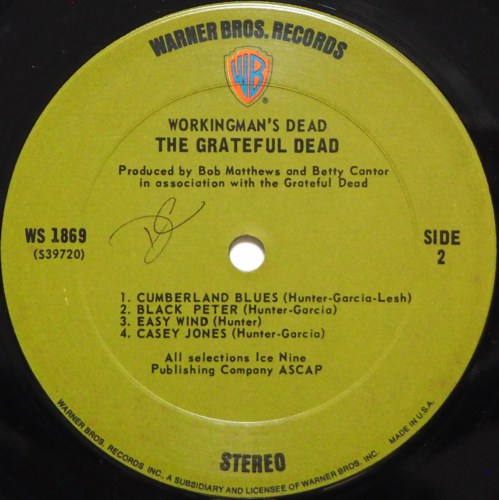 WARNER BROS. RECORDS
WB
®
WORKINGMAN'S DEAD
THE GRATEFUL DEAD
Produced by Bob Matthews and Betty Cantor
in association with the Grateful Dead
WS 1869
(S39720)
SIDE
2
1. CUMBERLAND BLUES (Hunter-Garcia-Lesh)
2. BLACK PETER (Hunter-Garcia)
3. EASY WIND (Hunter)
4. CASEY JONES (Hunter-Garcia)
All selections Ice Nine
Publishing Company ASCAP
STEREO
WARNER BROS. RECORDS INC. A SUBSIDIARY AND LICENSEE OF WARNER BROS. INC. MADE IN U.S.A.